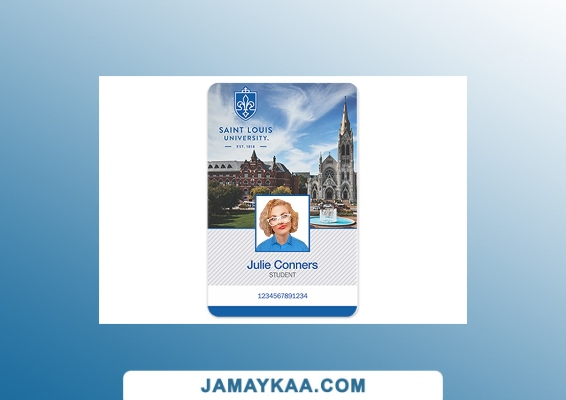 SAINT LOUIS
UNIVERSITY.
EST. 1818
Julie Conners
STUDENT
1234567891234
JAMAYKAA.COM